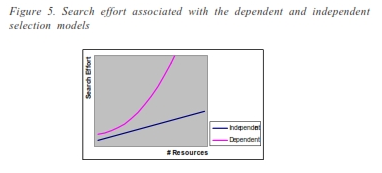 Figure 5. Search effort associated with the dependent and independent
selection models
Search Effort
Independent
Dependent
# Resources